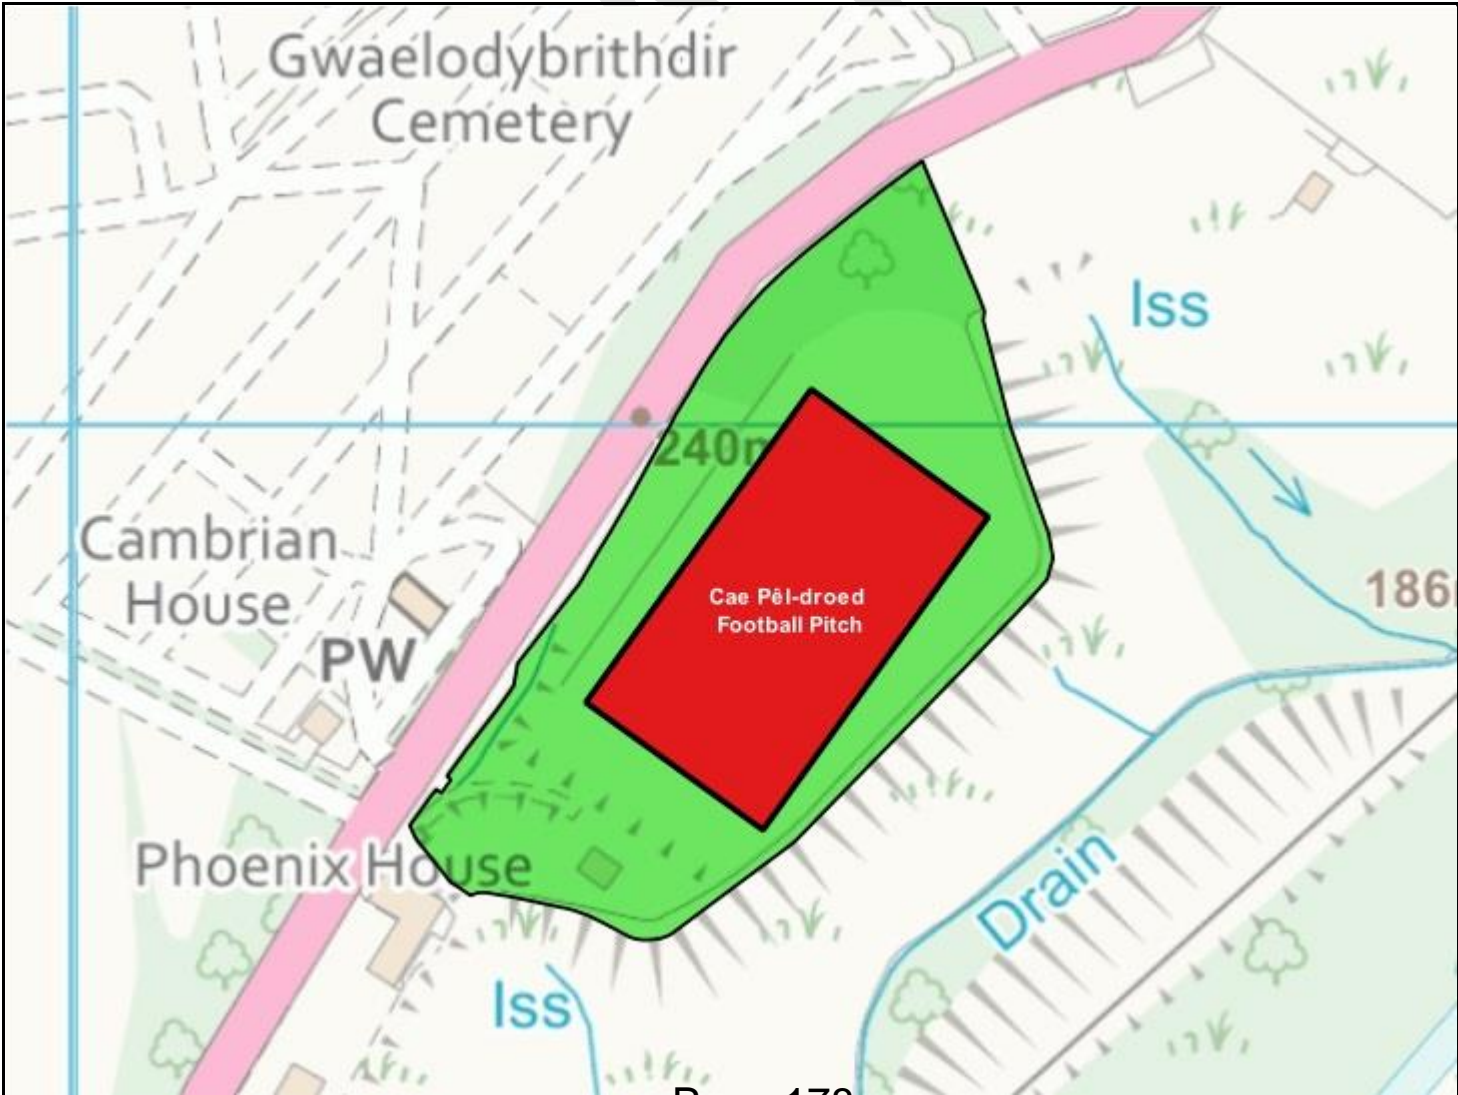 Gwaelodybrithdir
Cemetery
Iss
240m
Cambrian
House
PW
Cae Pêl-droed
Football Pitch
186
Phoenix House
Drain
Iss